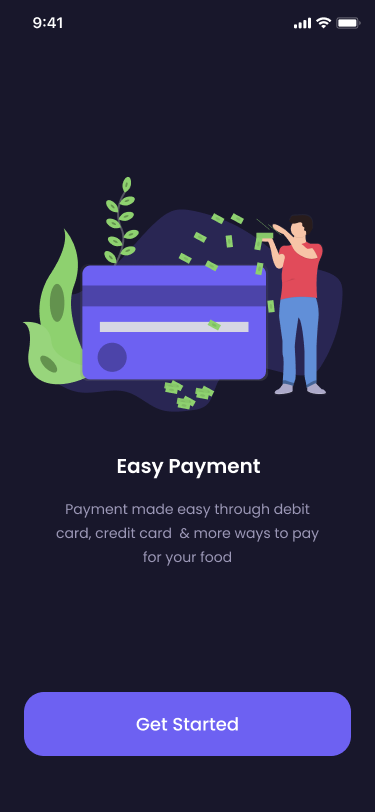 9:41
Easy Payment
Payment made easy through debit
card, credit card & more ways to pay
for your food
Get Started